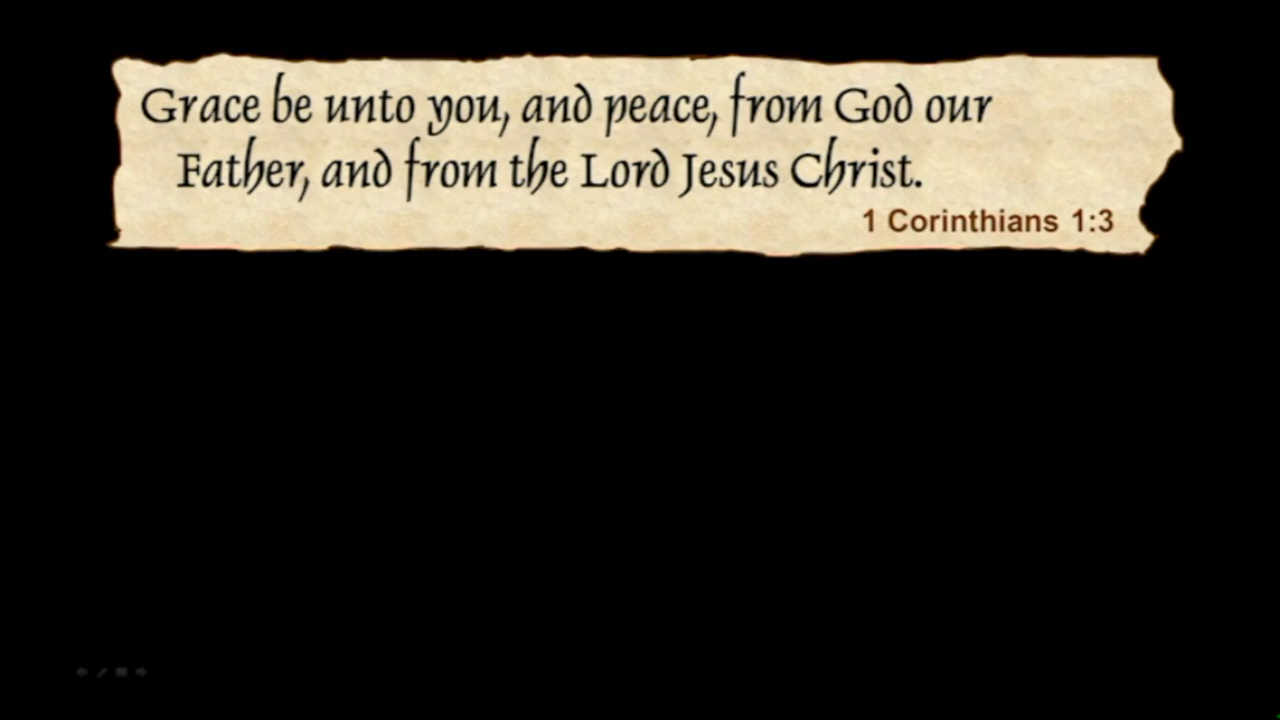 Grace be unto you, and peace, from God our
Father, and from the Lord Jesus Christ.
1 Corinthians 1:3